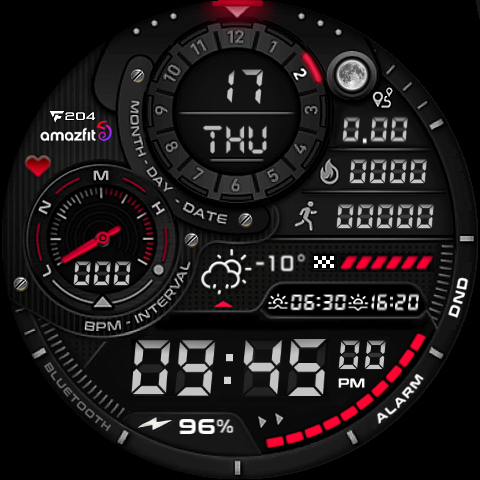 12 1 2 3 4 5 6 7 8 9 10 11
17
THU
MONTH - DAY - DATE
F204
amazfit
0.00
0000
00000
L N M H
000
BPM - INTERVAL
-10°
06:30 16:20
DND
09:45 00
PM
ALARM
BLUETOOTH
96%